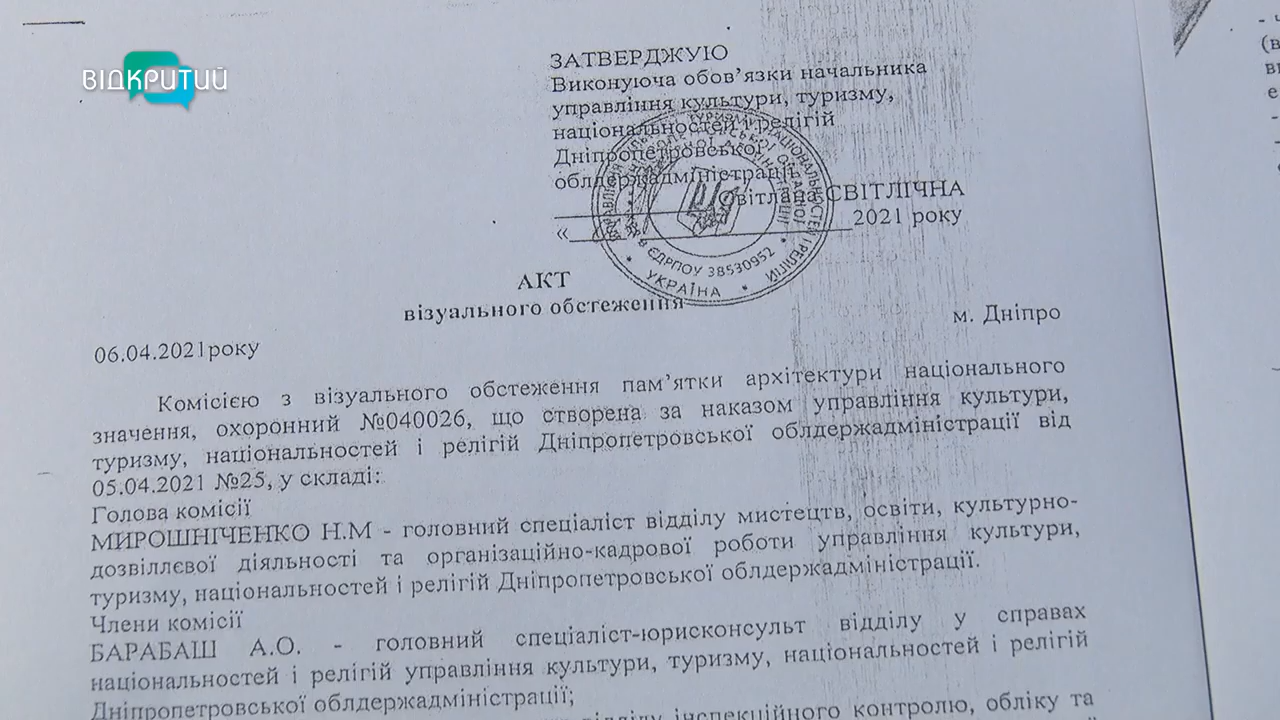 ВІДКРИТИЙ
ЗАТВЕРДЖУЮ
Виконуюча обов’язки начальника
управління культури, туризму,
національностей і релігій
Дніпропетровської
облдержадміністрації
Світлана СВІТЛІЧНА
2021 року
ЄДРПОУ 38530952
УКРАЇНА
АКТ
візуального обстеження
м. Дніпро
06.04.2021року
Комісією з візуального обстеження пам’ятки архітектури національного
значення, охоронний №040026, що створена за наказом управління культури,
туризму, національностей і релігій Дніпропетровської облдержадміністрації від
05.04.2021 №25, у складі:
Голова комісії
МИРОШНІЧЕНКО Н.М - головний спеціаліст відділу мистецтв, освіти, культурно-
дозвіллєвої діяльності та організаційно-кадрової роботи управління культури,
туризму, національностей і релігій Дніпропетровської облдержадміністрації.
Члени комісії
БАРАБАШ А.О. - головний спеціаліст-юрисконсульт відділу у справах
національностей і релігій управління культури, туризму, національностей і релігій
Дніпропетровської облдержадміністрації;
відділу інспекційного контролю, обліку та